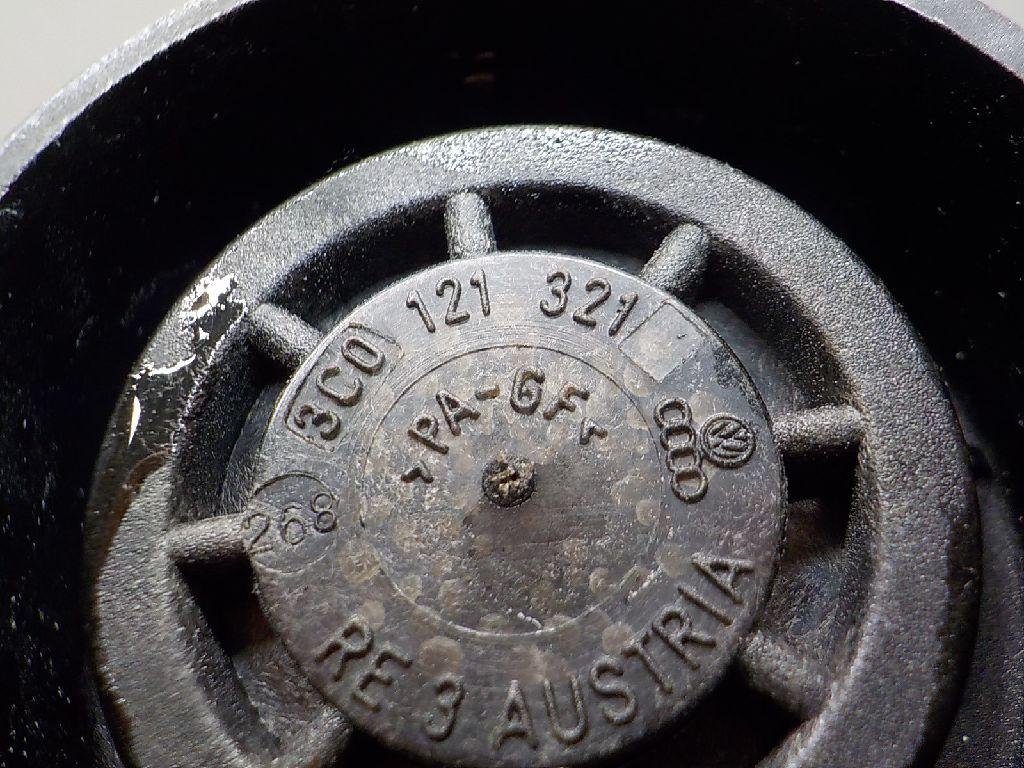 3C0 121 321
>PA-GF<
268
RE 3 AUSTRIA